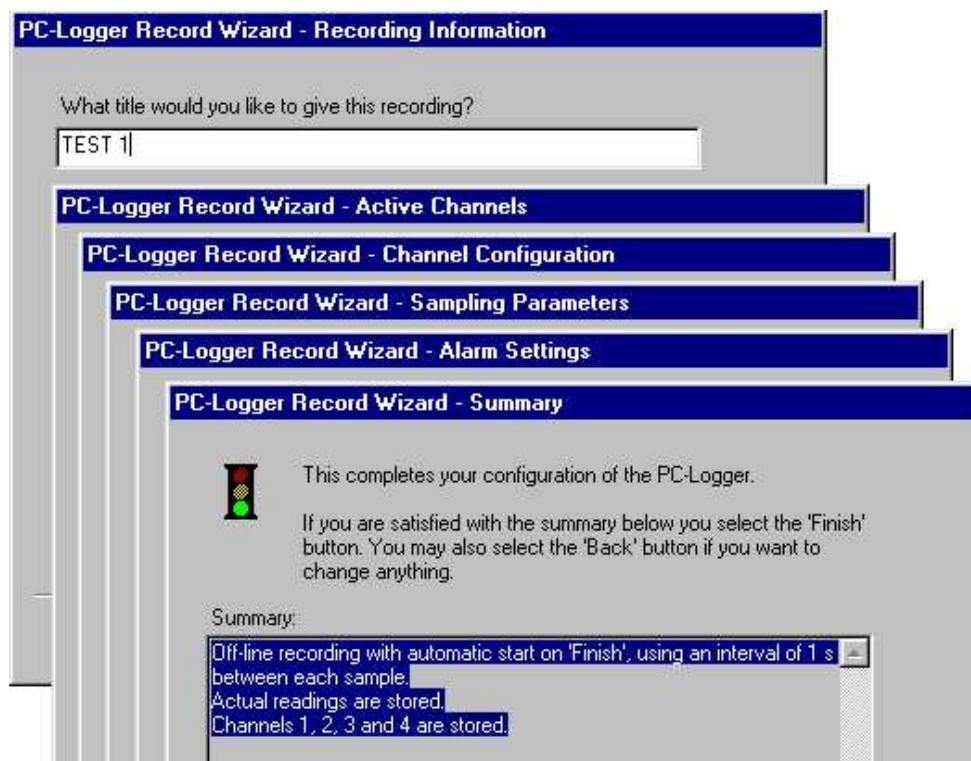 PC-Logger Record Wizard - Recording Information
What title would you like to give this recording?
TEST 1
PC-Logger Record Wizard - Active Channels
PC-Logger Record Wizard - Channel Configuration
PC-Logger Record Wizard - Sampling Parameters
PC-Logger Record Wizard - Alarm Settings
PC-Logger Record Wizard - Summary
This completes your configuration of the PC-Logger.
If you are satisfied with the summary below you select the 'Finish'
button. You may also select the 'Back' button if you want to
change anything.
Summary:
Off-line recording with automatic start on 'Finish', using an interval of 1 s
between each sample.
Actual readings are stored.
Channels 1, 2, 3 and 4 are stored.